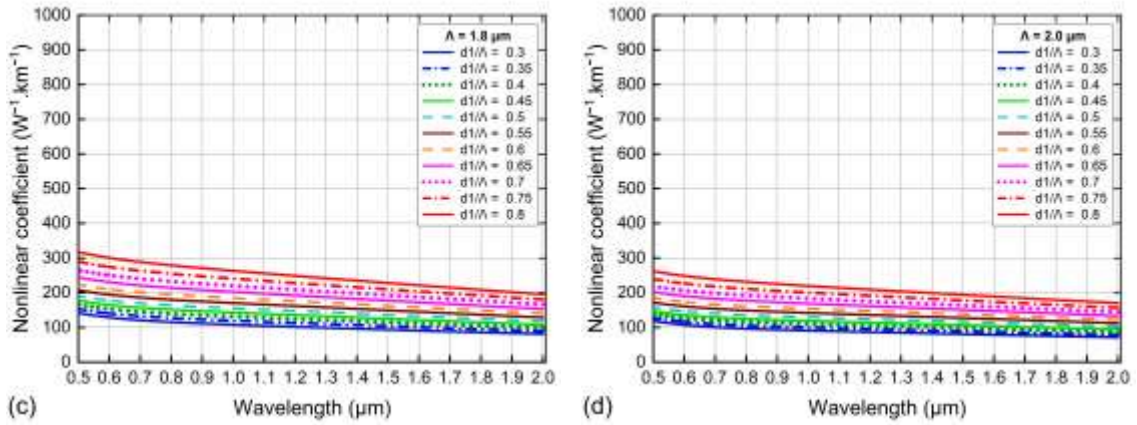 1000
900
800
700
600
500
400
300
200
100
0
Nonlinear coefficient (W⁻¹.km⁻¹)
Λ = 1.8 µm
d1/Λ = 0.3
d1/Λ = 0.35
d1/Λ = 0.4
d1/Λ = 0.45
d1/Λ = 0.5
d1/Λ = 0.55
d1/Λ = 0.6
d1/Λ = 0.65
d1/Λ = 0.7
d1/Λ = 0.75
d1/Λ = 0.8
0.5 0.6 0.7 0.8 0.9 1.0 1.1 1.2 1.3 1.4 1.5 1.6 1.7 1.8 1.9 2.0
Wavelength (µm)
(c)
1000
900
800
700
600
500
400
300
200
100
0
Nonlinear coefficient (W⁻¹.km⁻¹)
Λ = 2.0 µm
d1/Λ = 0.3
d1/Λ = 0.35
d1/Λ = 0.4
d1/Λ = 0.45
d1/Λ = 0.5
d1/Λ = 0.55
d1/Λ = 0.6
d1/Λ = 0.65
d1/Λ = 0.7
d1/Λ = 0.75
d1/Λ = 0.8
0.5 0.6 0.7 0.8 0.9 1.0 1.1 1.2 1.3 1.4 1.5 1.6 1.7 1.8 1.9 2.0
Wavelength (µm)
(d)